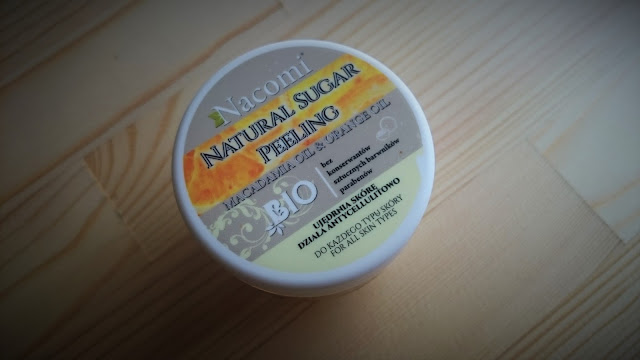 Nacomi
NATURAL SUGAR
PEELING
MACADAMIA OIL & ORANGE OIL
BIO
bez
konserwantów
sztucznych barwników
parabenów
UJĘDRNIA SKÓRĘ
DZIAŁA ANTYCELLULITOWO
DO KAŻDEGO TYPU SKÓRY
FOR ALL SKIN TYPES